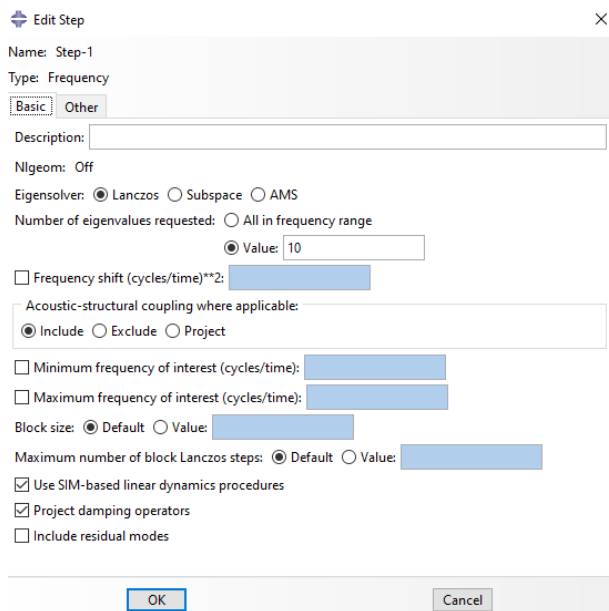 Edit Step
Name: Step-1
Type: Frequency
Basic Other
Description:
Nlgeom: Off
Eigensolver: Lanczos Subspace AMS
Number of eigenvalues requested: All in frequency range
Value: 10
Frequency shift (cycles/time)**2:
Acoustic-structural coupling where applicable:
Include Exclude Project
Minimum frequency of interest (cycles/time):
Maximum frequency of interest (cycles/time):
Block size: Default Value:
Maximum number of block Lanczos steps: Default Value:
Use SIM-based linear dynamics procedures
Project damping operators
Include residual modes
OK Cancel